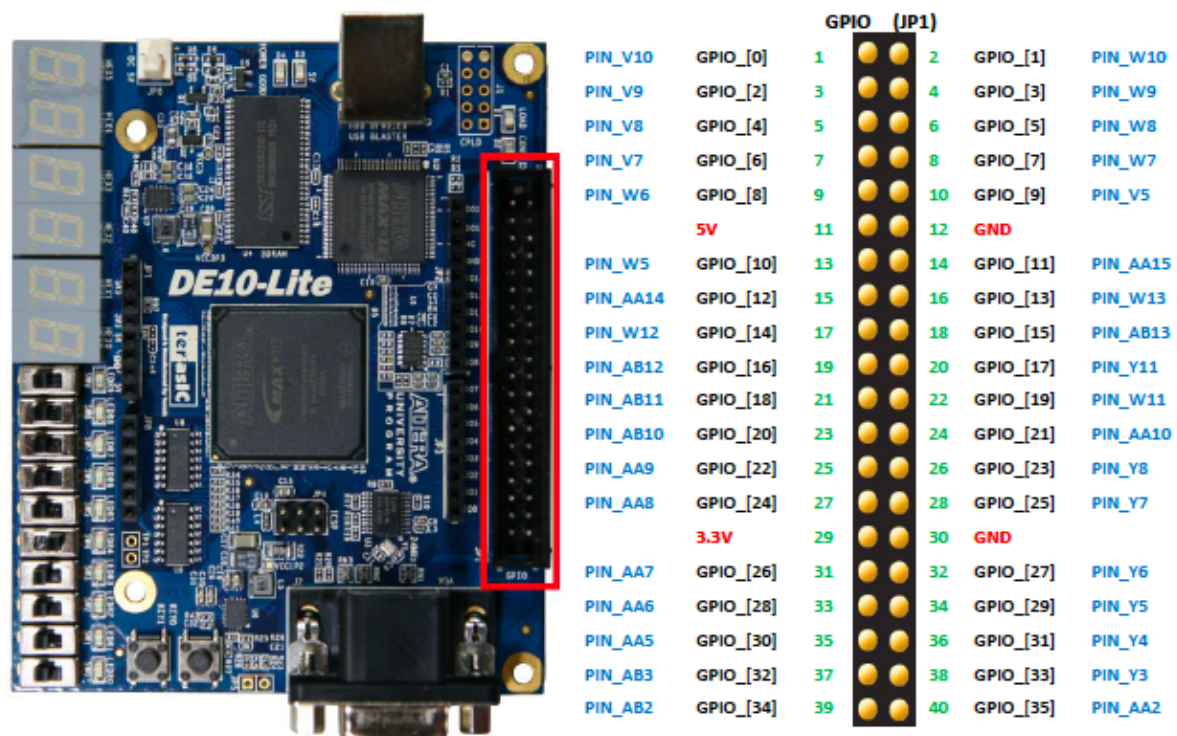 GPIO (JP1)
PIN_V10 GPIO_[0] 1 2 GPIO_[1] PIN_W10
PIN_V9 GPIO_[2] 3 4 GPIO_[3] PIN_W9
PIN_V8 GPIO_[4] 5 6 GPIO_[5] PIN_W8
PIN_V7 GPIO_[6] 7 8 GPIO_[7] PIN_W7
PIN_W6 GPIO_[8] 9 10 GPIO_[9] PIN_V5
5V 11 12 GND
PIN_W5 GPIO_[10] 13 14 GPIO_[11] PIN_AA15
PIN_AA14 GPIO_[12] 15 16 GPIO_[13] PIN_W13
PIN_W12 GPIO_[14] 17 18 GPIO_[15] PIN_AB13
PIN_AB12 GPIO_[16] 19 20 GPIO_[17] PIN_Y11
PIN_AB11 GPIO_[18] 21 22 GPIO_[19] PIN_W11
PIN_AB10 GPIO_[20] 23 24 GPIO_[21] PIN_AA10
PIN_AA9 GPIO_[22] 25 26 GPIO_[23] PIN_Y8
PIN_AA8 GPIO_[24] 27 28 GPIO_[25] PIN_Y7
3.3V 29 30 GND
PIN_AA7 GPIO_[26] 31 32 GPIO_[27] PIN_Y6
PIN_AA6 GPIO_[28] 33 34 GPIO_[29] PIN_Y5
PIN_AA5 GPIO_[30] 35 36 GPIO_[31] PIN_Y4
PIN_AB3 GPIO_[32] 37 38 GPIO_[33] PIN_Y3
PIN_AB2 GPIO_[34] 39 40 GPIO_[35] PIN_AA2
USB BLASTER
CPLD
DE10-Lite
terasic
ALTERA
MAX 10
ALTERA
UNIVERSITY
PROGRAM
KEY1
KEY0
GPIO